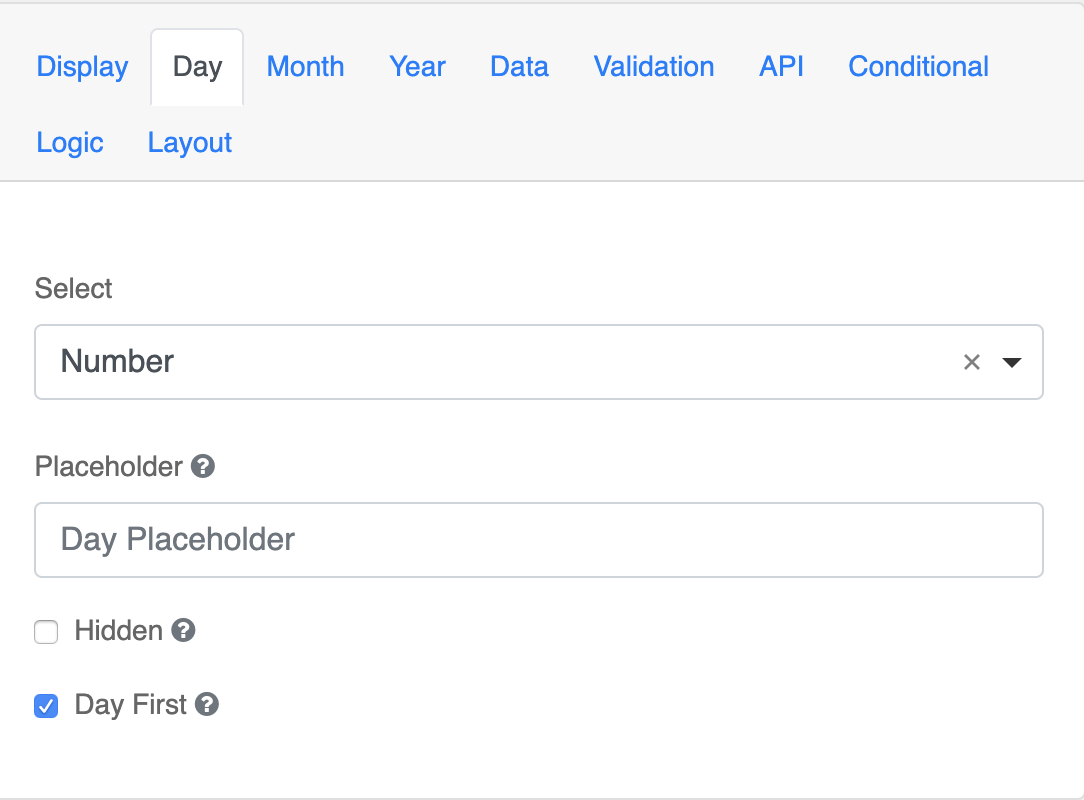 Display Day Month Year Data Validation API Conditional
Logic Layout
Select
Number
Placeholder
Day Placeholder
Hidden
Day First